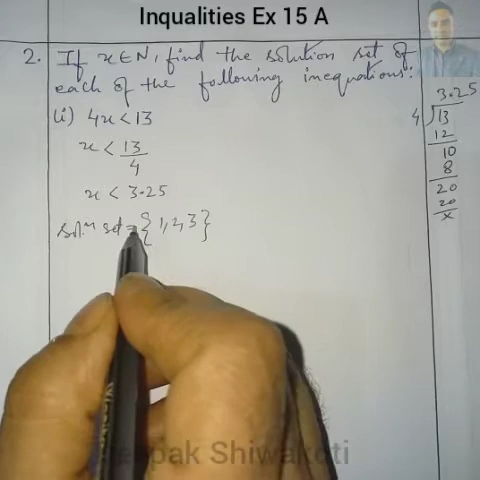 Inqualities Ex 15 A
2. If x ∈ N, find the solution set of
each of the following inequations:
(i) 4x < 13
x < 13/4
x < 3.25
soln set = {1, 2, 3}
3.25
4)13
12
10
8
20
20
x
Deepak Shiwakoti